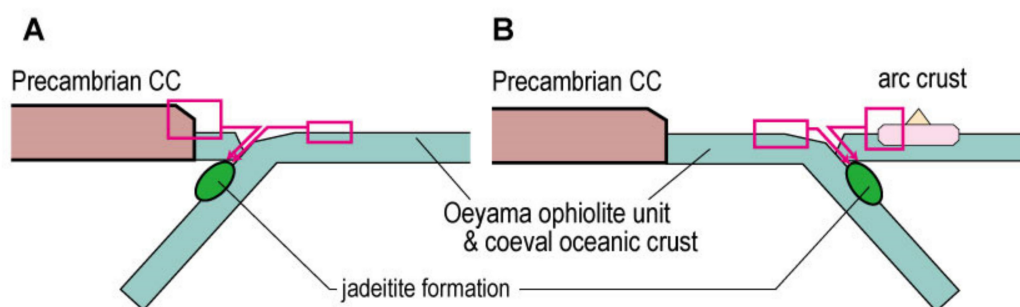 A
B
Precambrian CC
Precambrian CC
arc crust
Oeyama ophiolite unit
& coeval oceanic crust
jadeitite formation